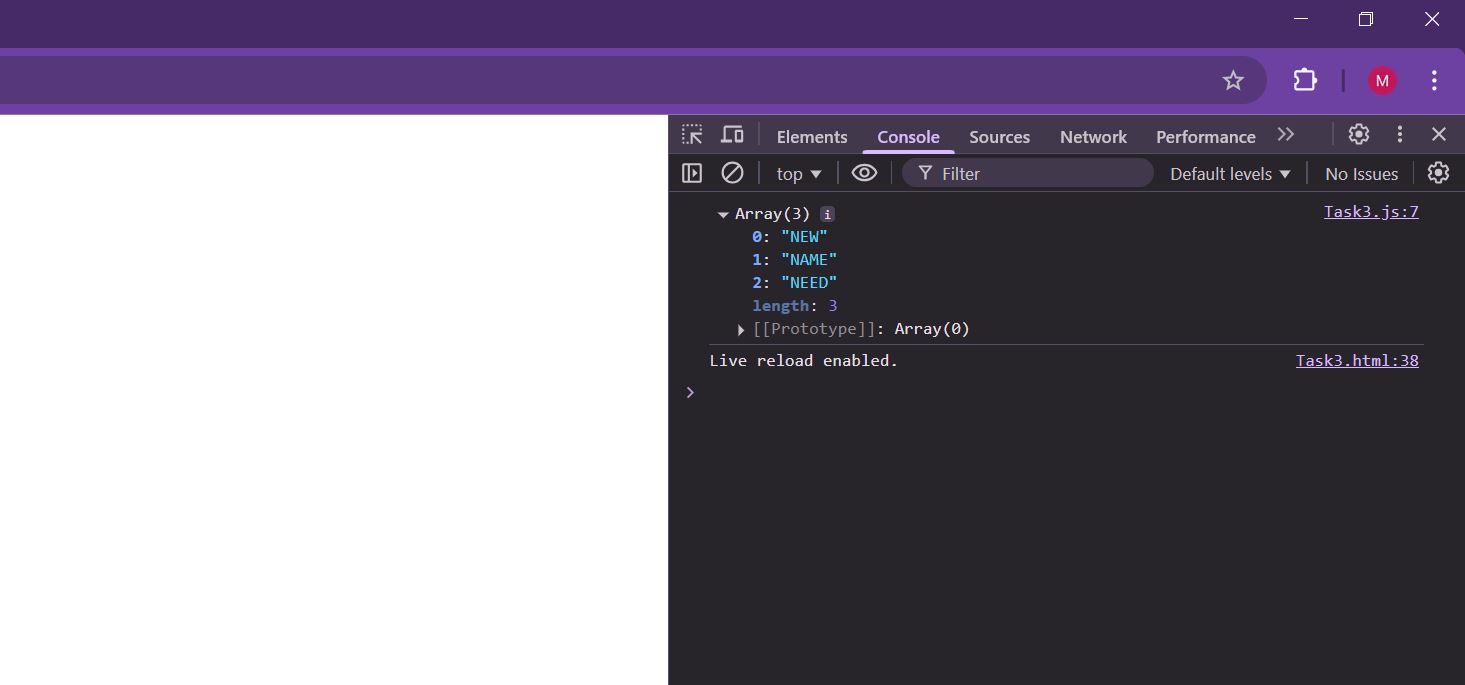 M
Elements Console Sources Network Performance
top Filter Default levels No Issues
Array(3) i Task3.js:7
0: "NEW"
1: "NAME"
2: "NEED"
length: 3
[[Prototype]]: Array(0)
Live reload enabled. Task3.html:38